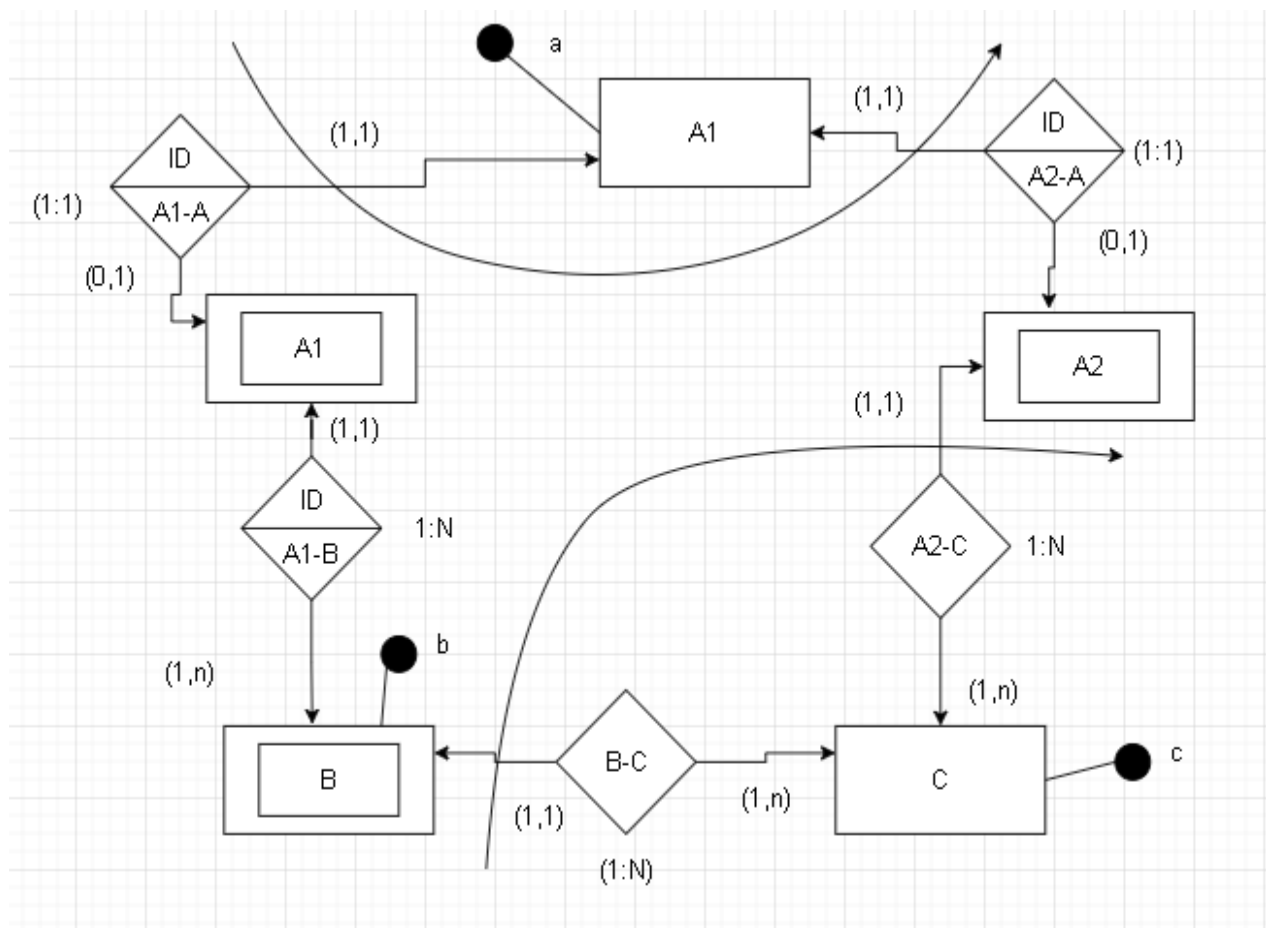 a
A1
(1,1)
(1,1)
ID
A1-A
(1:1)
(0,1)
ID
A2-A
(1:1)
(0,1)
A1
(1,1)
A2
(1,1)
ID
A1-B
1:N
A2-C
1:N
(1,n)
b
(1,n)
B
B-C
(1,1)
(1,n)
(1:N)
C
c